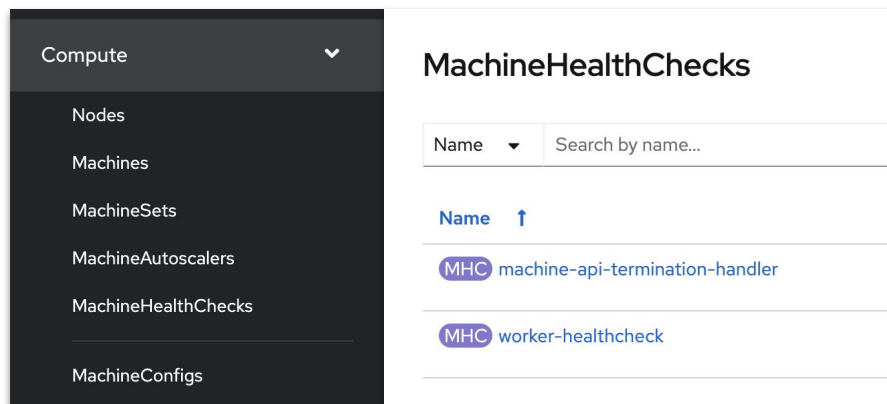 Compute
Nodes
Machines
MachineSets
MachineAutoscalers
MachineHealthChecks
MachineConfigs
MachineHealthChecks
Name Search by name...
Name
MHC machine-api-termination-handler
MHC worker-healthcheck